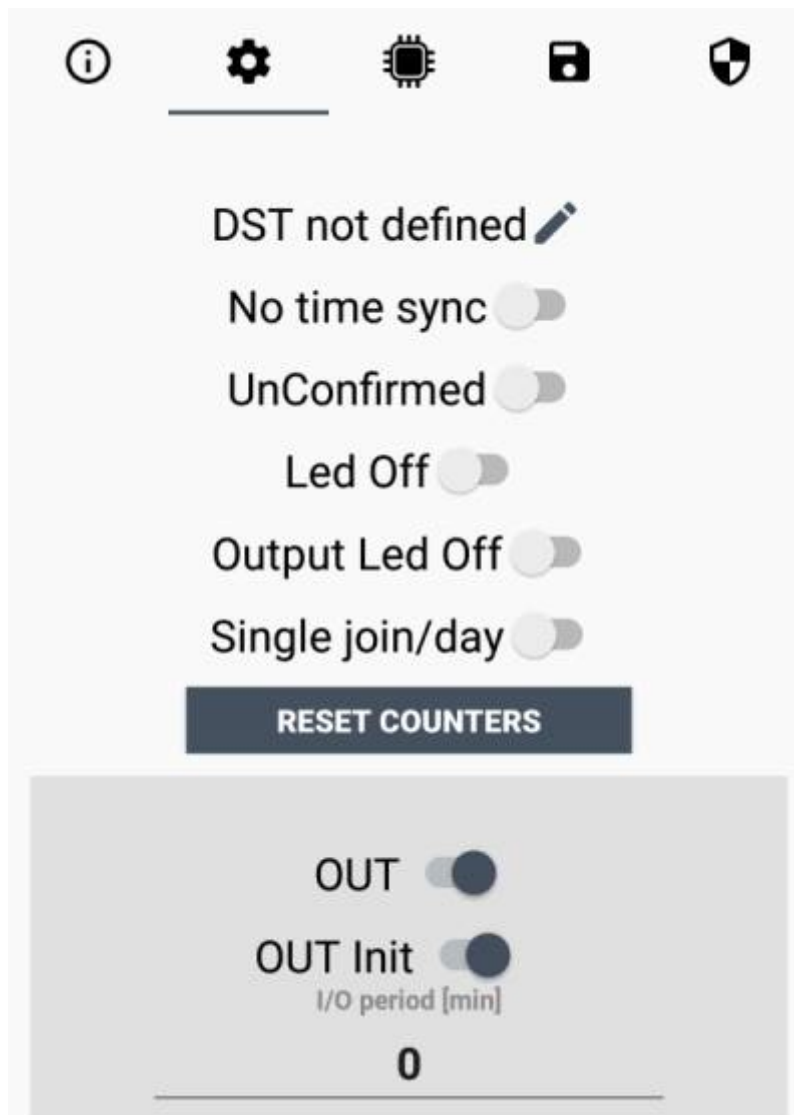 DST not defined
No time sync
UnConfirmed
Led Off
Output Led Off
Single join/day
RESET COUNTERS
OUT
OUT Init
I/O period [min]
0